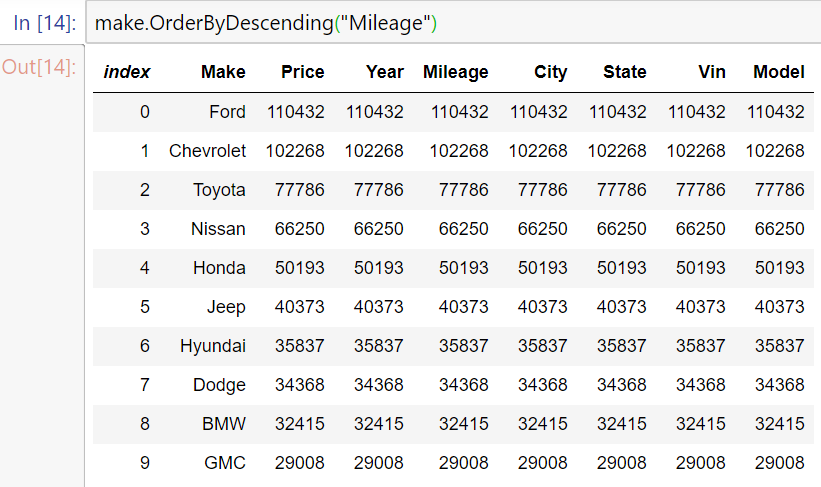 In [14]: make.OrderByDescending("Mileage")
Out[14]:
index Make Price Year Mileage City State Vin Model
0 Ford 110432 110432 110432 110432 110432 110432 110432
1 Chevrolet 102268 102268 102268 102268 102268 102268 102268
2 Toyota 77786 77786 77786 77786 77786 77786 77786
3 Nissan 66250 66250 66250 66250 66250 66250 66250
4 Honda 50193 50193 50193 50193 50193 50193 50193
5 Jeep 40373 40373 40373 40373 40373 40373 40373
6 Hyundai 35837 35837 35837 35837 35837 35837 35837
7 Dodge 34368 34368 34368 34368 34368 34368 34368
8 BMW 32415 32415 32415 32415 32415 32415 32415
9 GMC 29008 29008 29008 29008 29008 29008 29008